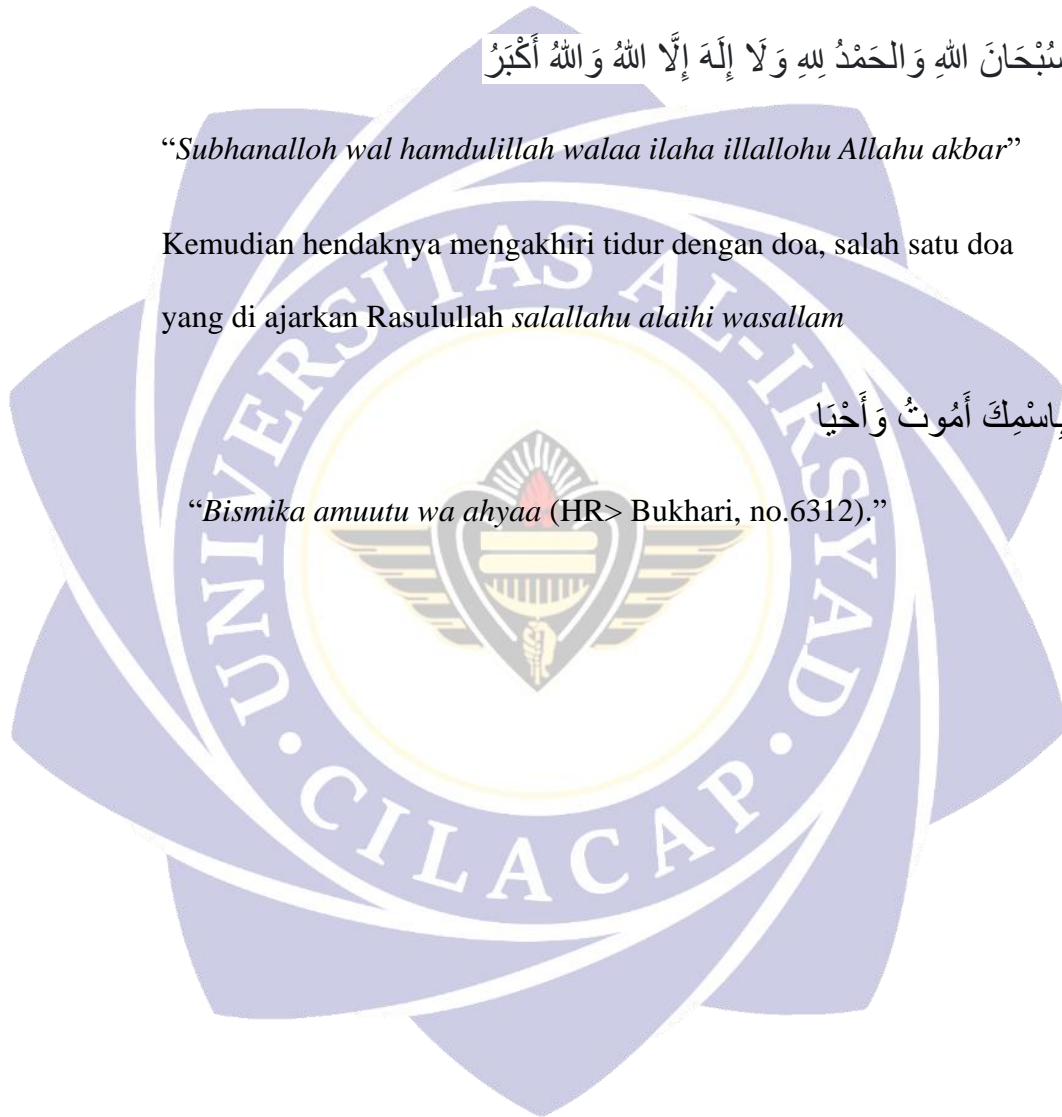 سُبْحَانَ اللهِ وَالحَمْدُ لِلهِ وَلَا إِلَهَ إِلَّا اللهُ وَاللهُ أَكْبَرُ
“Subhanalloh wal hamdulillah walaa ilaha illallohu Allahu akbar”
Kemudian hendaknya mengakhiri tidur dengan doa, salah satu doa
yang di ajarkan Rasulullah salallahu alaihi wasallam
بِاسْمِكَ أَمُوتُ وَأَحْيَا
“Bismika amuutu wa ahyaa (HR> Bukhari, no.6312).”
UNIVERSITAS AL-IRSYAD
CILACAP